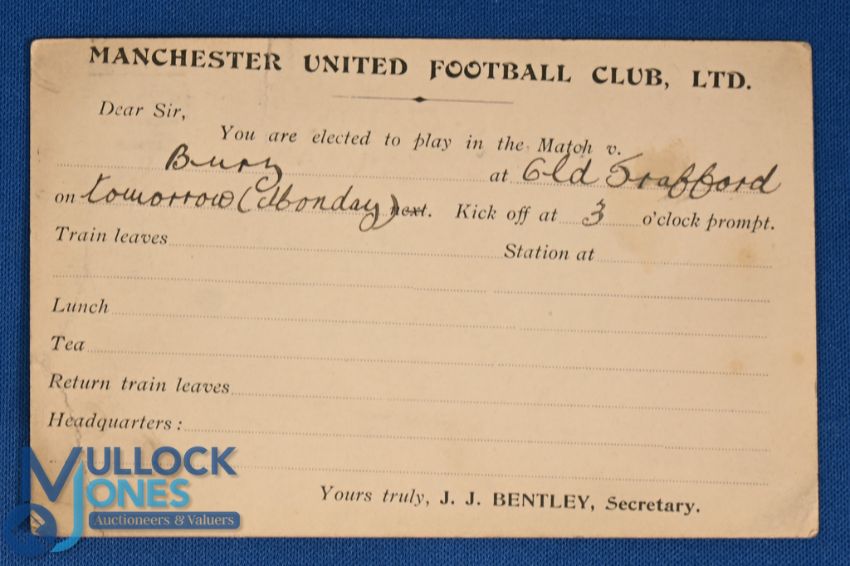 MANCHESTER UNITED FOOTBALL CLUB, LTD.
Dear Sir,
You are elected to play in the Match v.
Bury at Old Trafford
on tomorrow (Monday) next. Kick off at 3 o'clock prompt.
Train leaves Station at
Lunch
Tea
Return train leaves
Headquarters:
Yours truly, J. J. BENTLEY, Secretary.
MULLOCK
JONES
Auctioneers & Valuers